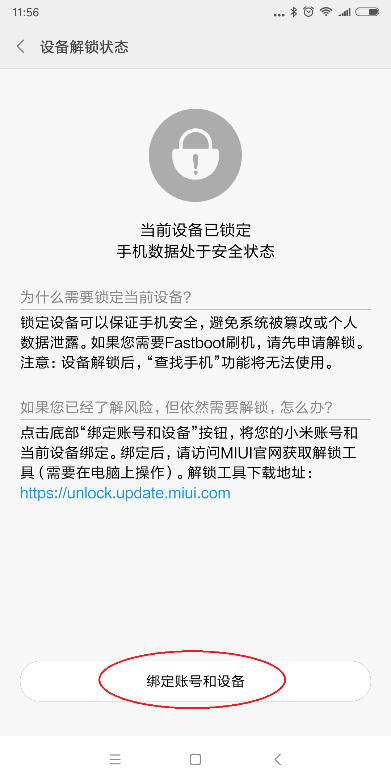 11:56
设备解锁状态
当前设备已锁定
手机数据处于安全状态
为什么需要锁定当前设备?
锁定设备可以保证手机安全，避免系统被篡改或个人
数据泄露。如果您需要Fastboot刷机，请先申请解锁。
注意：设备解锁后，“查找手机”功能将无法使用。
如果您已经了解风险，但依然需要解锁，怎么办?
点击底部“绑定账号和设备”按钮，将您的小米账号和
当前设备绑定。绑定后，请访问MIUI官网获取解锁工
具（需要在电脑上操作）。解锁工具下载地址：
https://unlock.update.miui.com
绑定账号和设备